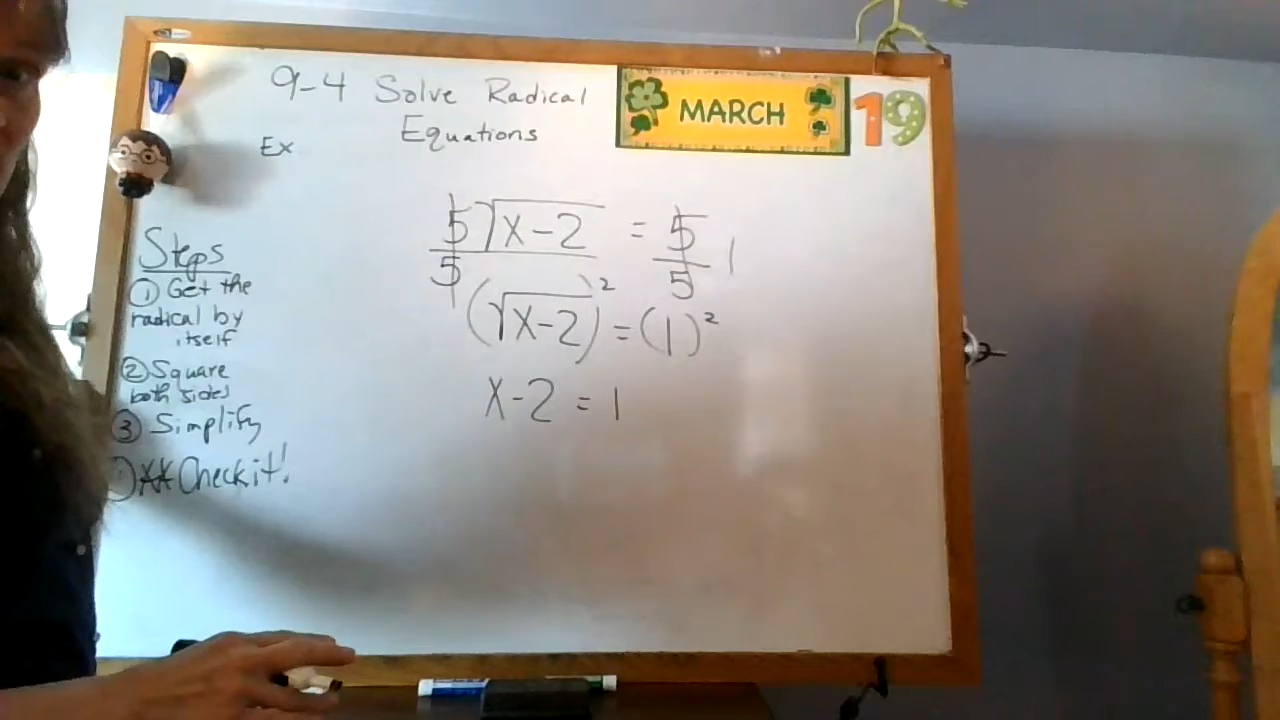 9-4 Solve Radical
Equations
MARCH 19
Ex
5√x-2 = 5
5 5 1
(√x-2)² = (1)²
x-2 = 1
Steps
① Get the
radical by
itself
② Square
both sides
③ Simplify
** Check it!